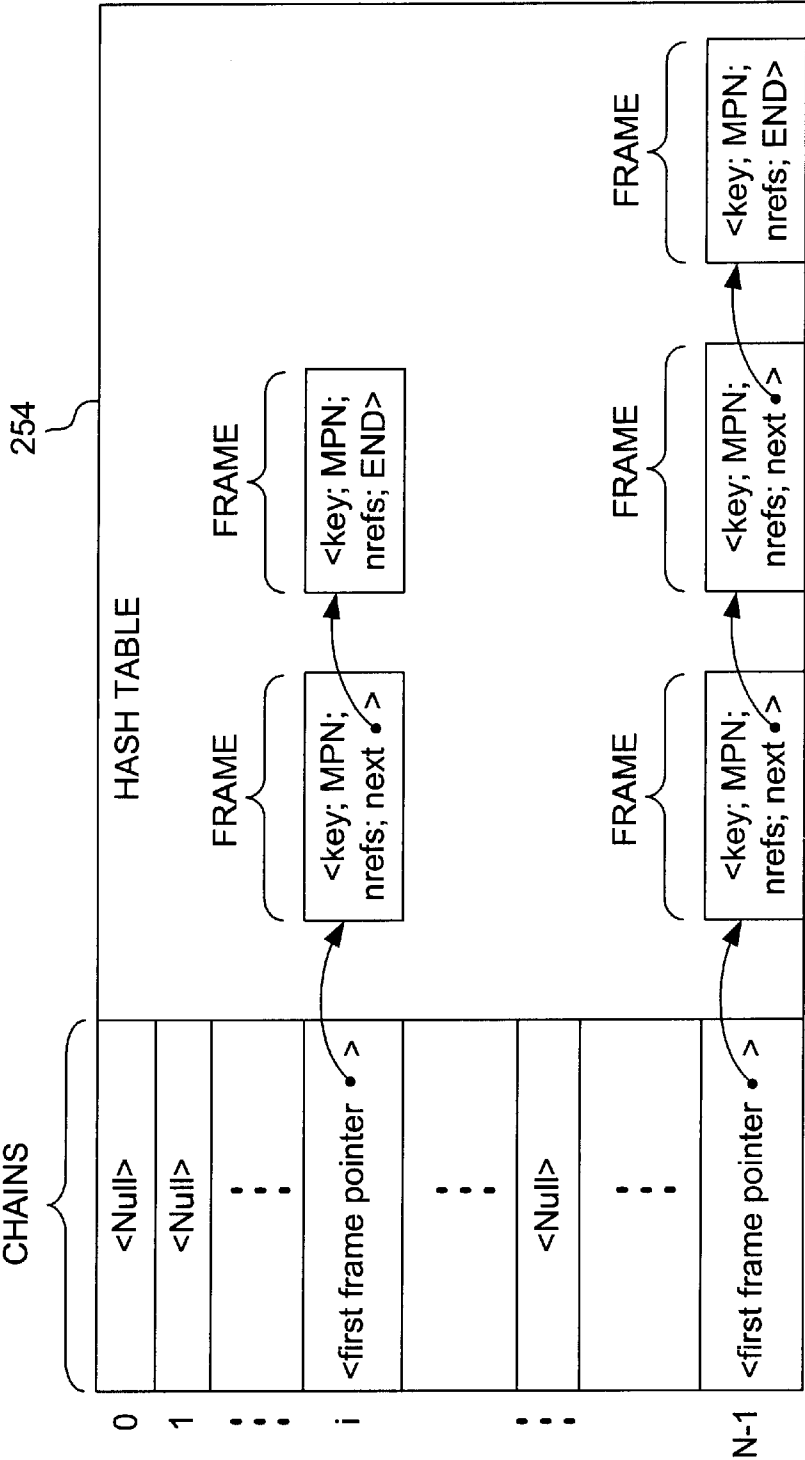 254
CHAINS
HASH TABLE
0
<Null>
1
<Null>
FRAME
FRAME
i
<first frame pointer >
<key; MPN;
nrefs; next >
<key; MPN;
nrefs; END>
<Null>
FRAME
FRAME
FRAME
N-1
<first frame pointer >
<key; MPN;
nrefs; next >
<key; MPN;
nrefs; next >
<key; MPN;
nrefs; END>